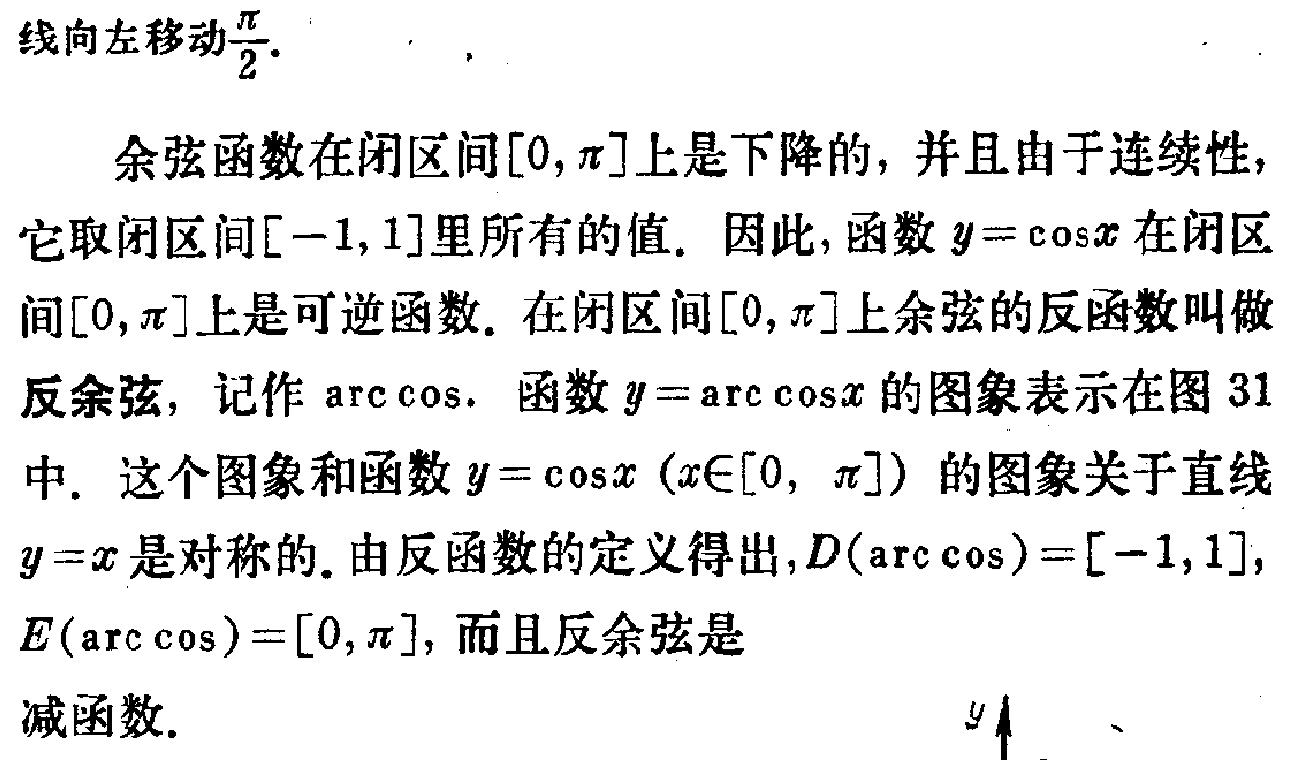 线向左移动π/2.
余弦函数在闭区间[0, π]上是下降的，并且由于连续性，
它取闭区间[−1, 1]里所有的值. 因此, 函数 y=cosx 在闭区
间[0, π]上是可逆函数. 在闭区间[0, π]上余弦的反函数叫做
反余弦，记作 arc cos. 函数 y=arc cosx 的图象表示在图 31
中. 这个图象和函数 y=cosx (x∈[0, π]) 的图象关于直线
y=x 是对称的. 由反函数的定义得出, D(arc cos)=[−1, 1],
E(arc cos)=[0, π], 而且反余弦是
减函数.
y